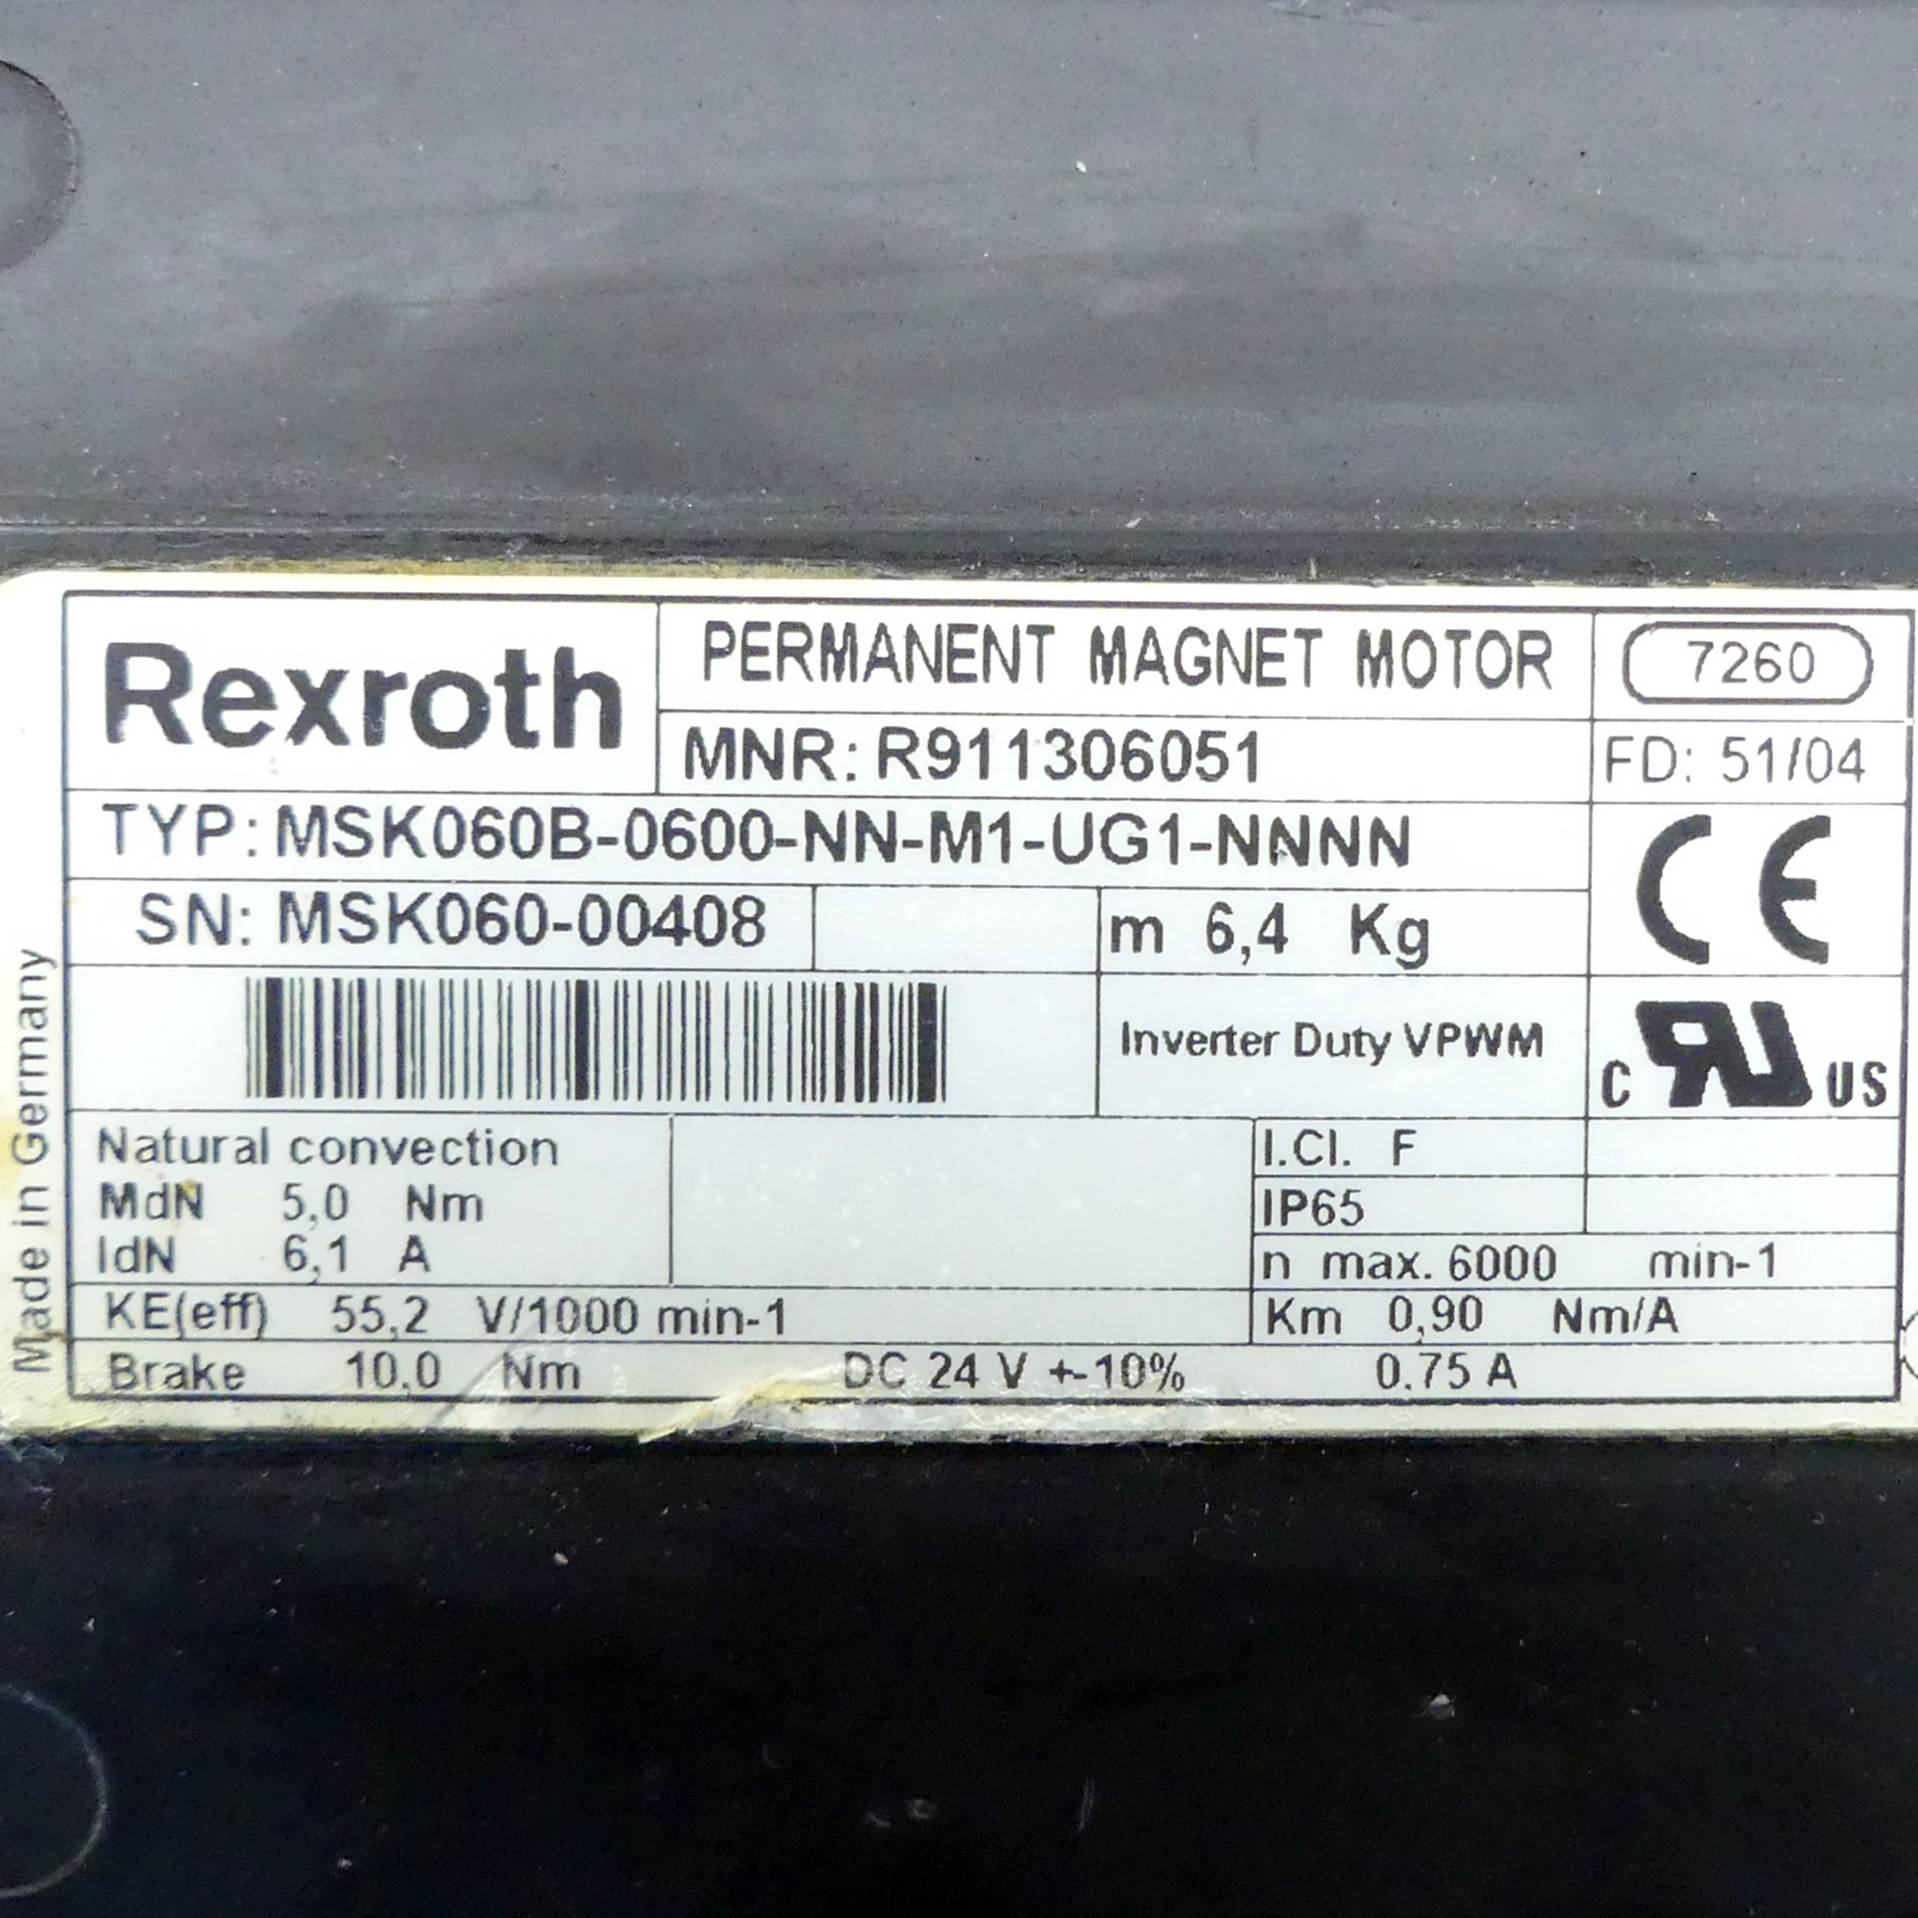 Rexroth
PERMANENT MAGNET MOTOR
7260
MNR: R911306051
FD: 51/04
TYP: MSK060B-0600-NN-M1-UG1-NNNN
CE
SN: MSK060-00408
m 6,4 Kg
Inverter Duty VPWM
C RU US
Natural convection
MdN 5,0 Nm
IdN 6,1 A
I.Cl. F
IP65
n max. 6000 min-1
KE(eff) 55,2 V/1000 min-1
Km 0,90 Nm/A
Brake 10.0 Nm DC 24 V +-10% 0.75 A
Made in Germany